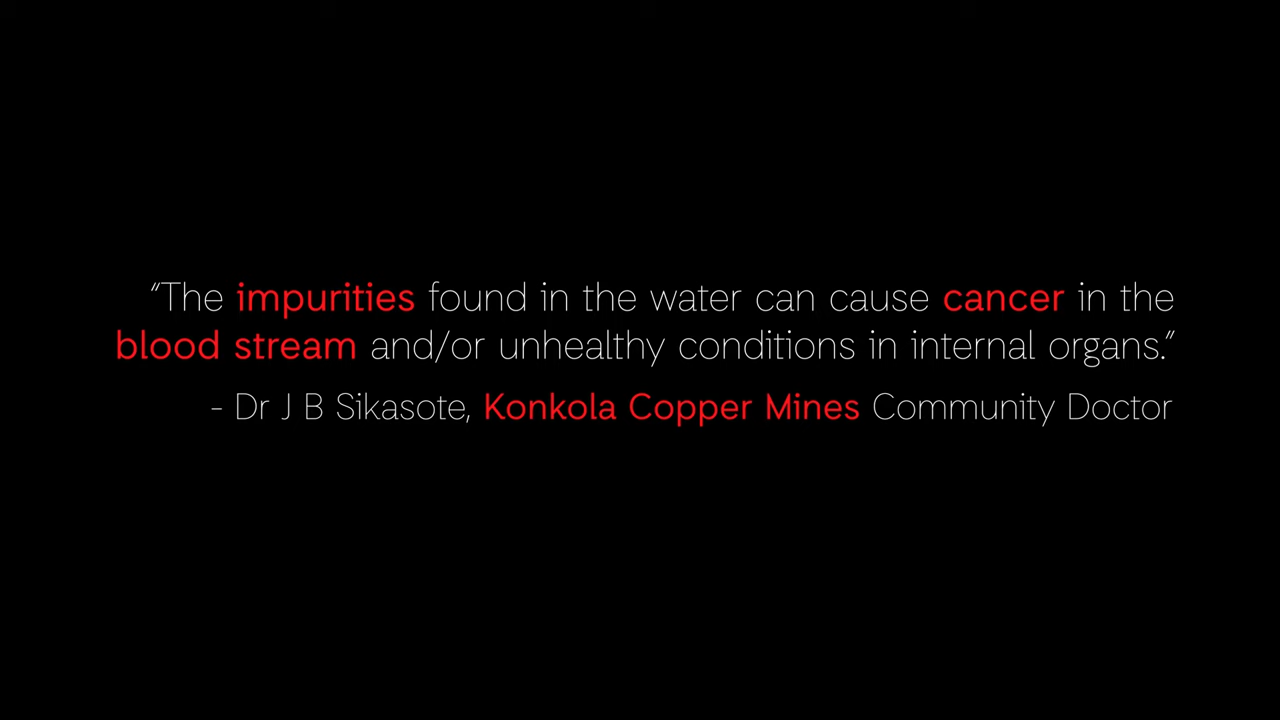 “The impurities found in the water can cause cancer in the
blood stream and/or unhealthy conditions in internal organs.”
- Dr J B Sikasote, Konkola Copper Mines Community Doctor